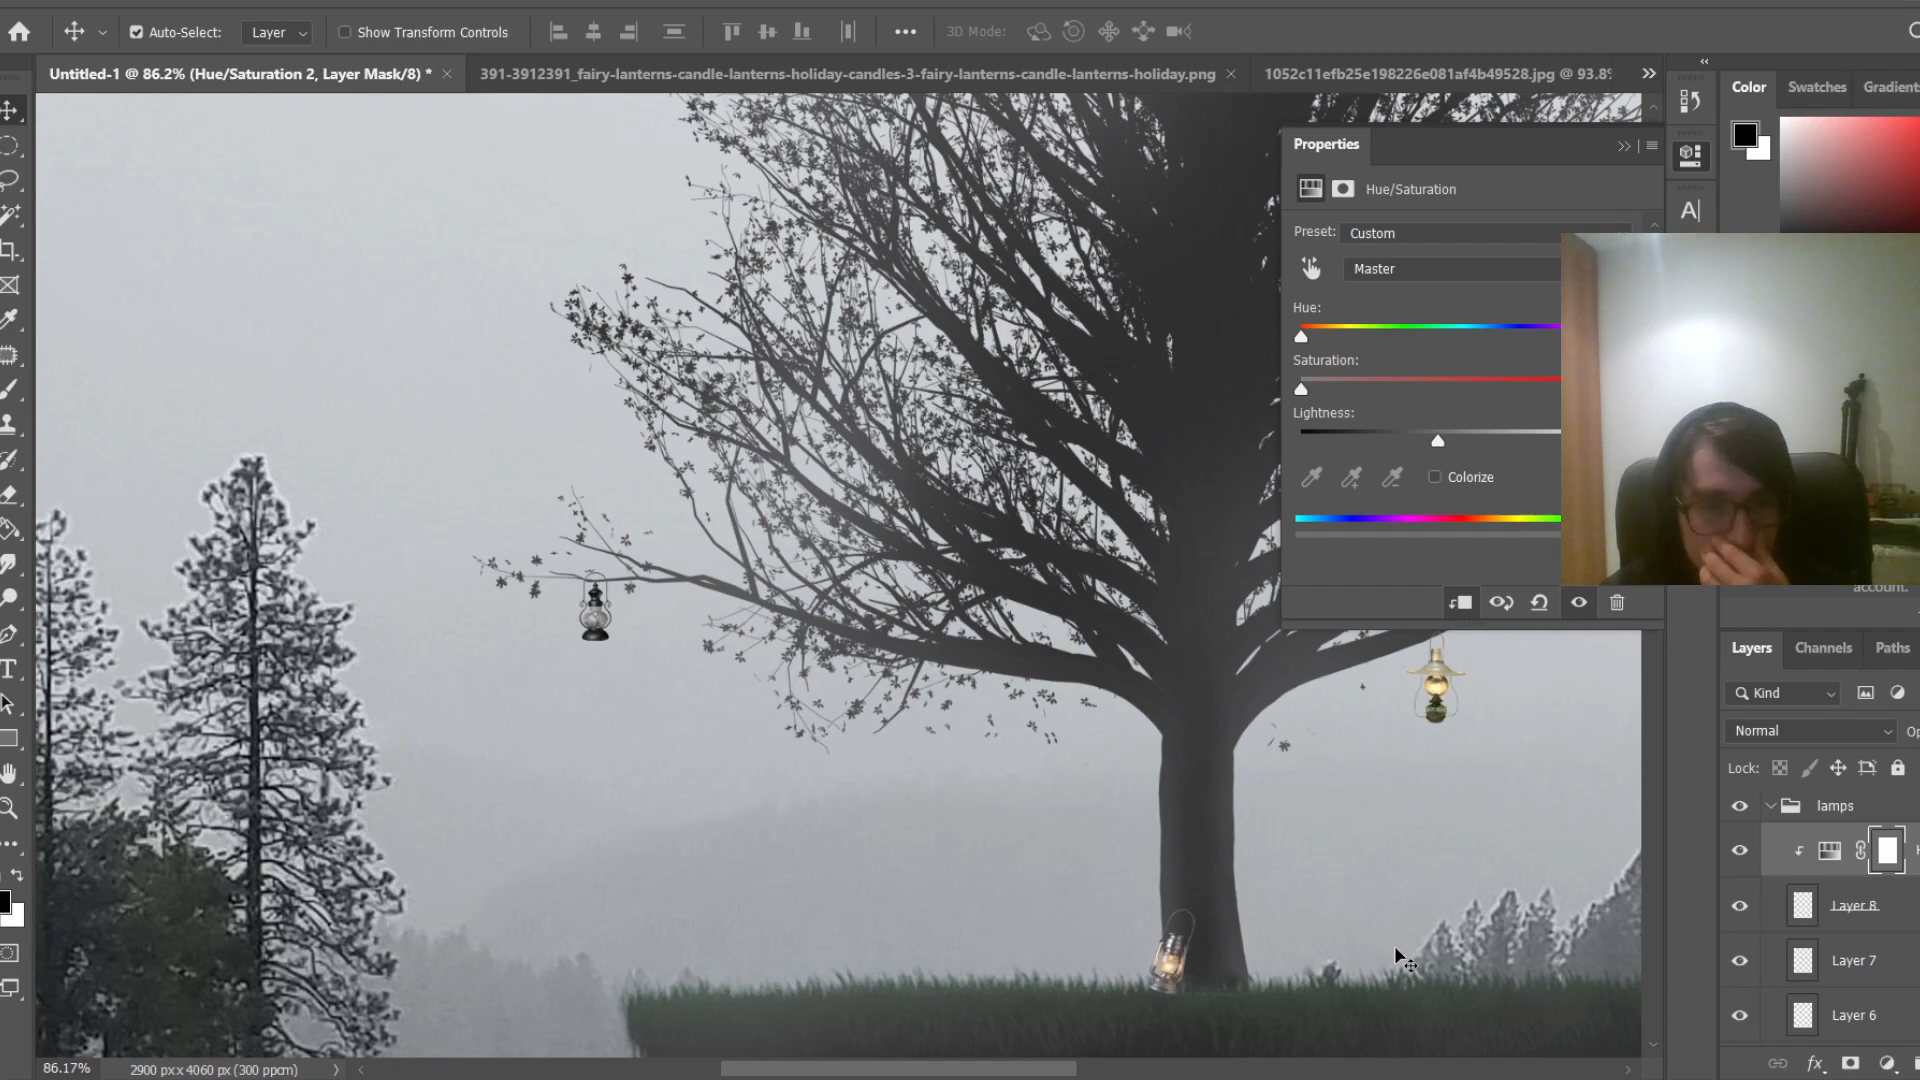 Auto-Select:
Layer
Show Transform Controls
3D Mode:
Untitled-1 @ 86.2% (Hue/Saturation 2, Layer Mask/8) *
391-3912391_fairy-lanterns-candle-lanterns-holiday-candles-3-fairy-lanterns-candle-lanterns-holiday.png
1052c11efb25e198226e081af4b49528.jpg @ 93.8%
Color
Swatches
Gradients
Properties
Hue/Saturation
Preset:
Custom
Master
Hue:
Saturation:
Lightness:
Colorize
account.
Layers
Channels
Paths
Kind
Normal
Lock:
lamps
Layer 8
Layer 7
Layer 6
86.17%
2900 px x 4060 px (300 ppcm)